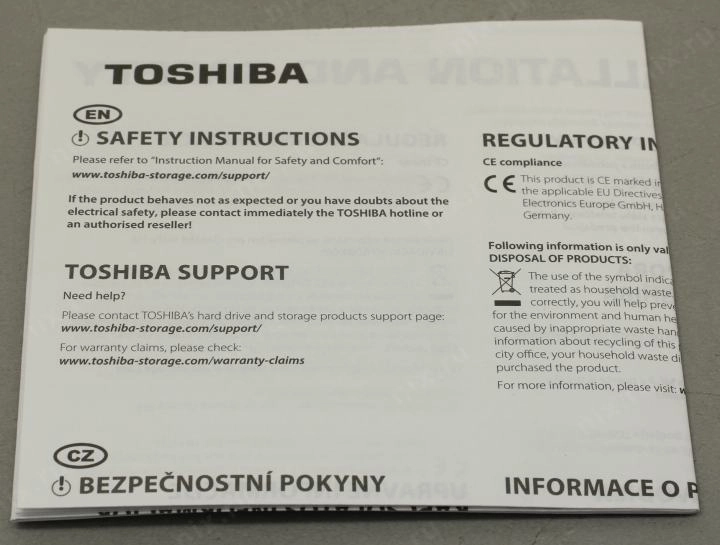 TOSHIBA
EN
SAFETY INSTRUCTIONS
Please refer to "Instruction Manual for Safety and Comfort":
www.toshiba-storage.com/support/
If the product behaves not as expected or you have doubts about the
electrical safety, please contact immediately the TOSHIBA hotline or
an authorised reseller!
TOSHIBA SUPPORT
Need help?
Please contact TOSHIBA's hard drive and storage products support page:
www.toshiba-storage.com/support/
For warranty claims, please check:
www.toshiba-storage.com/warranty-claims
REGULATORY IN
CE compliance
CE This product is CE marked in
the applicable EU Directives
Electronics Europe GmbH, H
Germany.
Following information is only val
DISPOSAL OF PRODUCTS:
The use of the symbol indica
treated as household waste
correctly, you will help preve
for the environment and human he
caused by inappropriate waste han
information about recycling of this
city office, your household waste di
purchased the product.
For more information, please visit: w
CZ
BEZPEČNOSTNÍ POKYNY
INFORMACE O P